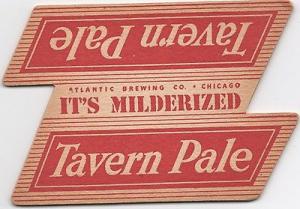 Tavern Pale
ATLANTIC BREWING CO. • CHICAGO
IT'S MILDERIZED
Tavern Pale